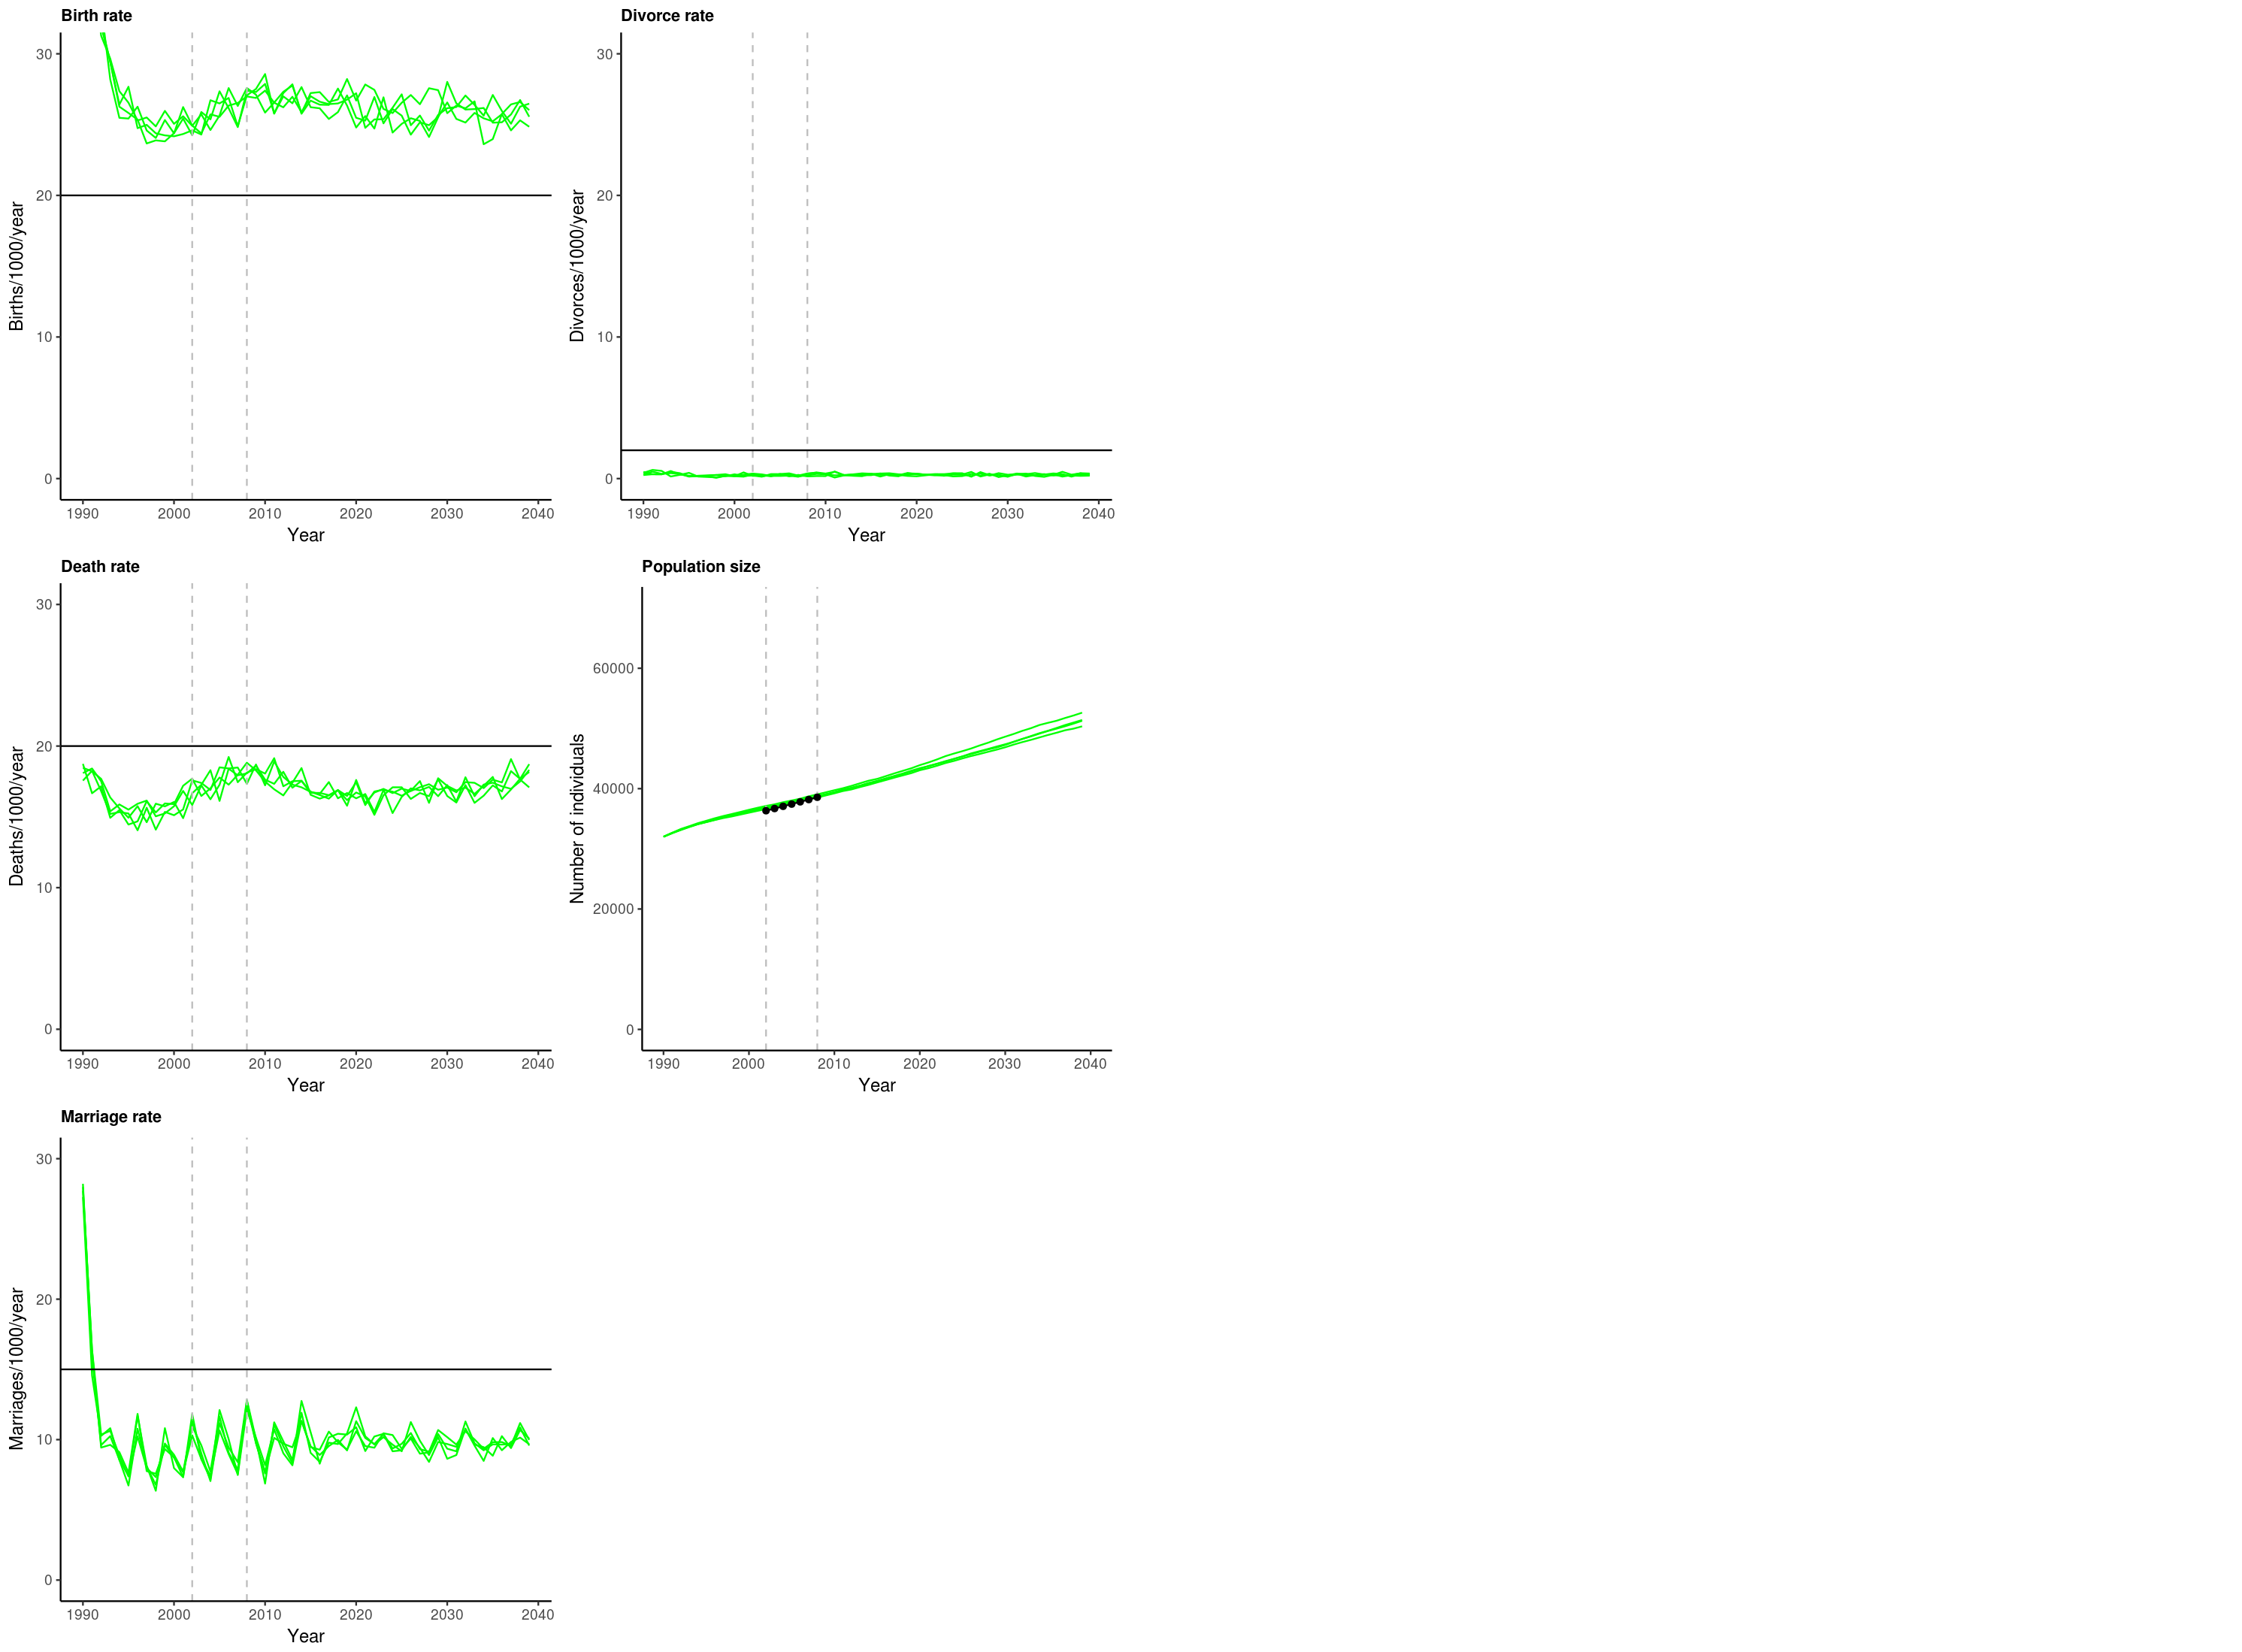 Birth rate
30
20
10
0
Births/1000/year
1990 2000 2010 2020 2030 2040
Year
Divorce rate
30
20
10
0
Divorces/1000/year
1990 2000 2010 2020 2030 2040
Year
Death rate
30
20
10
0
Deaths/1000/year
1990 2000 2010 2020 2030 2040
Year
Population size
60000
40000
20000
0
Number of individuals
1990 2000 2010 2020 2030 2040
Year
Marriage rate
30
20
10
0
Marriages/1000/year
1990 2000 2010 2020 2030 2040
Year